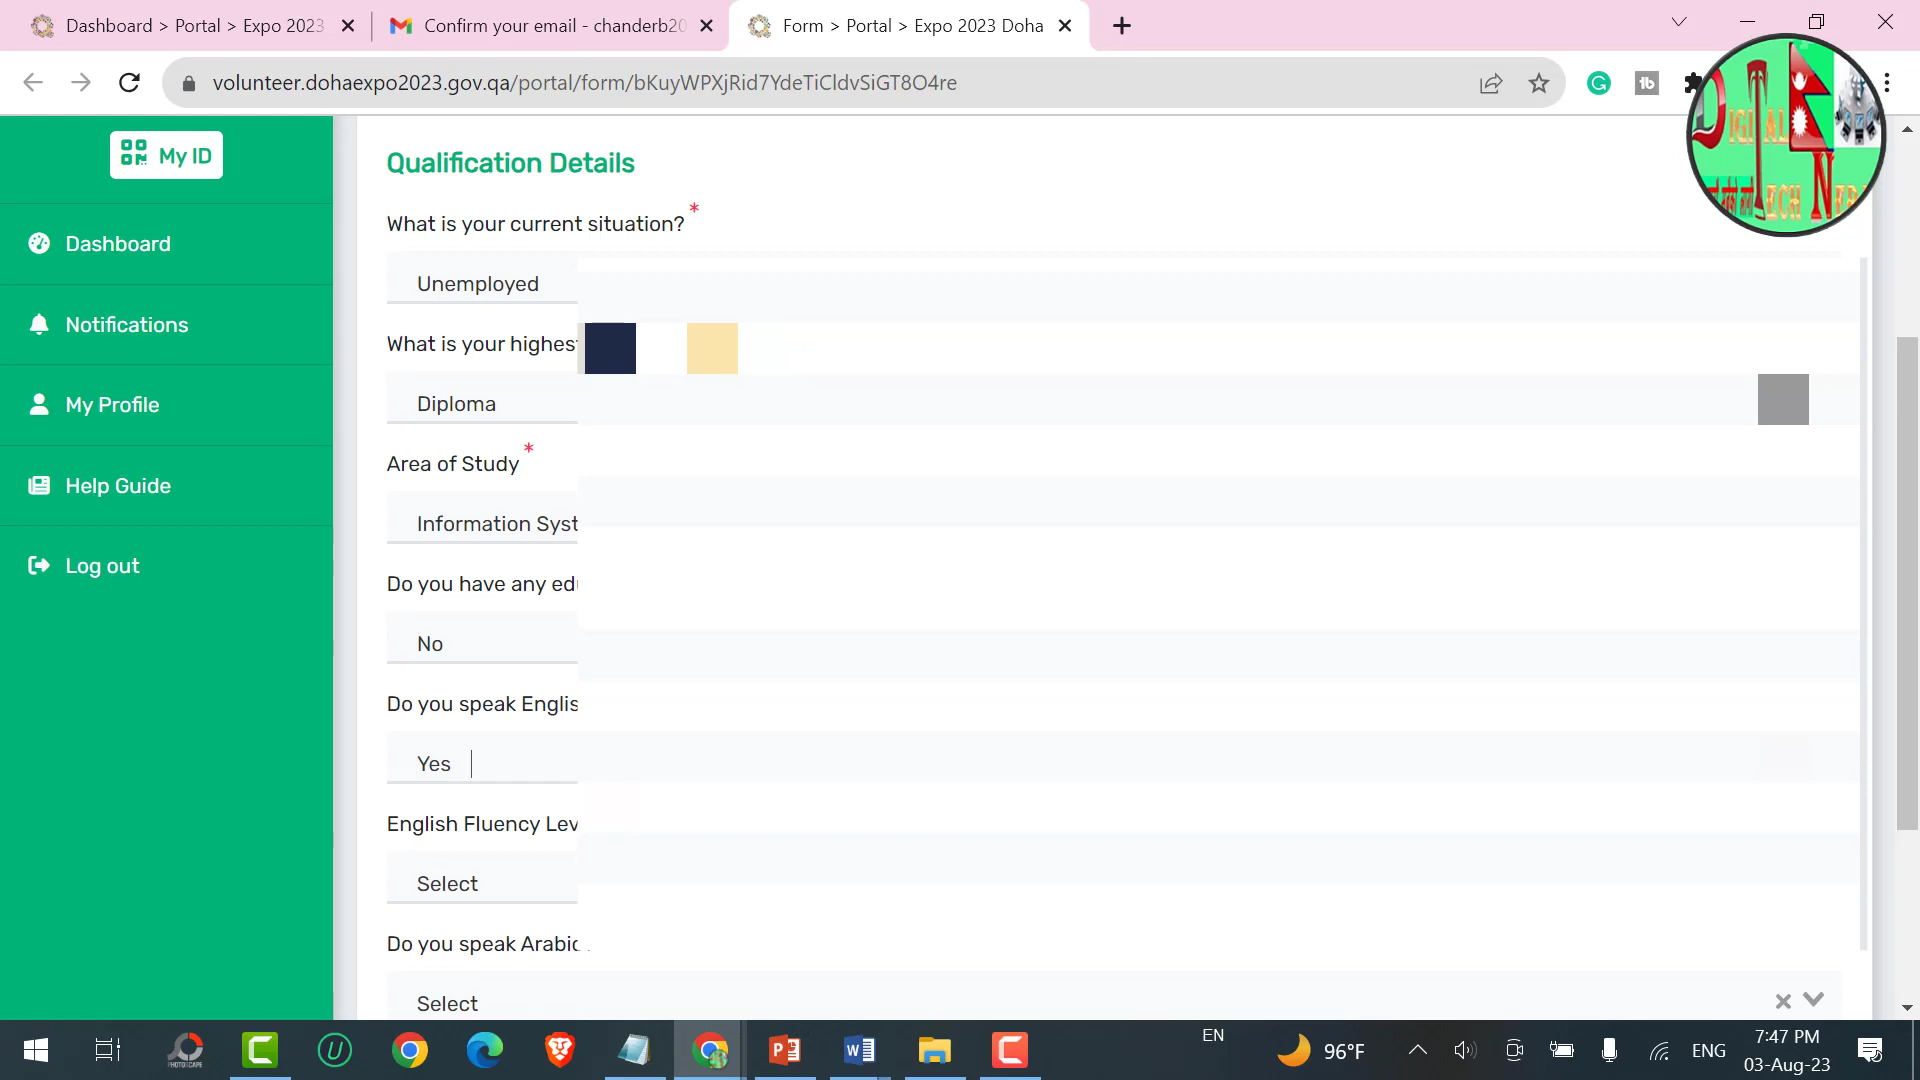 Dashboard > Portal > Expo 2023
Confirm your email - chanderb20
Form > Portal > Expo 2023 Doha
volunteer.dohaexpo2023.gov.qa/portal/form/bKuyWPXjRid7YdeTiCldvSiGT8O4re
My ID
Dashboard
Notifications
My Profile
Help Guide
Log out
Qualification Details
What is your current situation? *
Unemployed
What is your highes
Diploma
Area of Study *
Information Syst
Do you have any edu
No
Do you speak Englis
Yes
English Fluency Lev
Select
Do you speak Arabic
Select
EN
96°F
ENG
7:47 PM
03-Aug-23